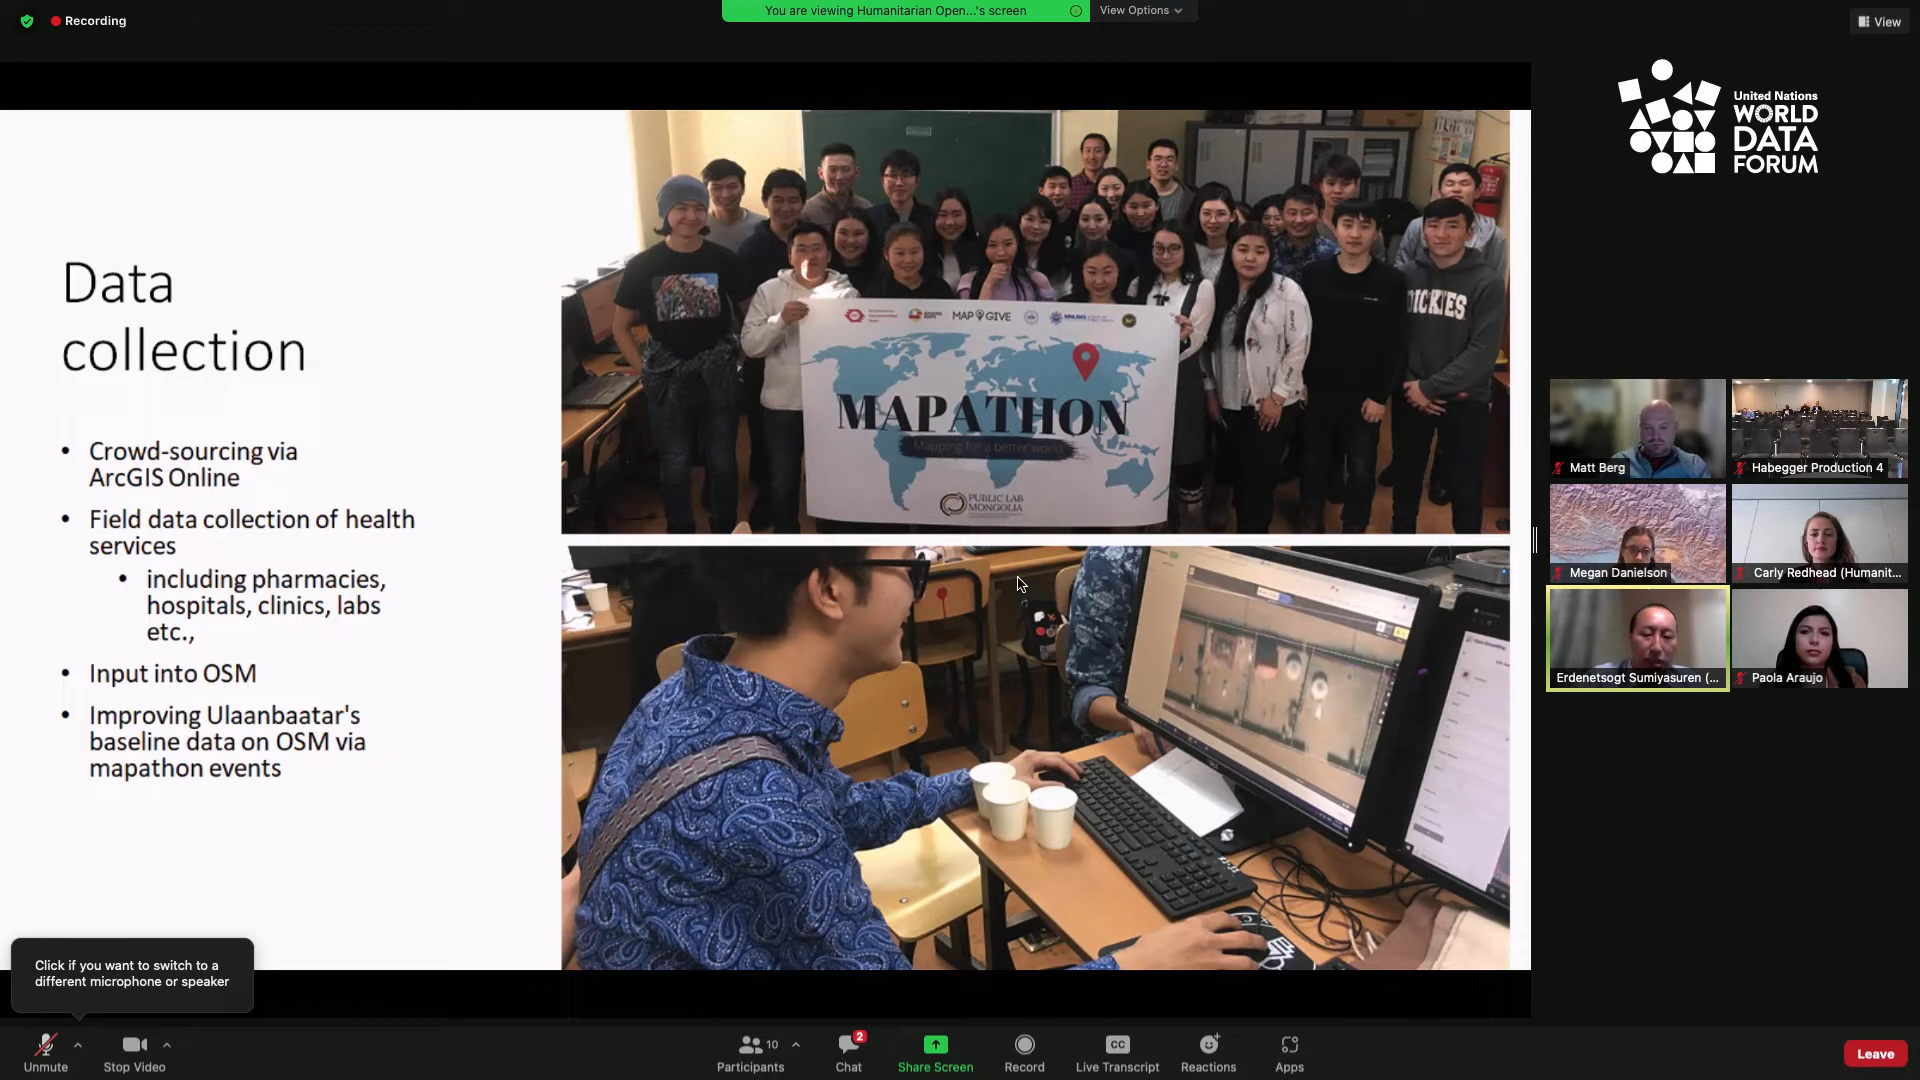 Recording
You are viewing Humanitarian Open...'s screen
View Options
View
United Nations
WORLD
DATA
FORUM
Data
collection
• Crowd-sourcing via
ArcGIS Online
• Field data collection of health
services
• including pharmacies,
hospitals, clinics, labs
etc.,
• Input into OSM
• Improving Ulaanbaatar's
baseline data on OSM via
mapathon events
MAP GIVE
MAPATHON
Mapping for a better world
PUBLIC LAB
MONGOLIA
DICKIES
Matt Berg
Habegger Production 4
Megan Danielson
Carly Redhead (Humanit...
Erdenetsogt Sumiyasuren (...
Paola Araujo
Click if you want to switch to a
different microphone or speaker
Unmute
Stop Video
Participants
10
Chat
2
Share Screen
Record
CC
Live Transcript
Reactions
Apps
Leave